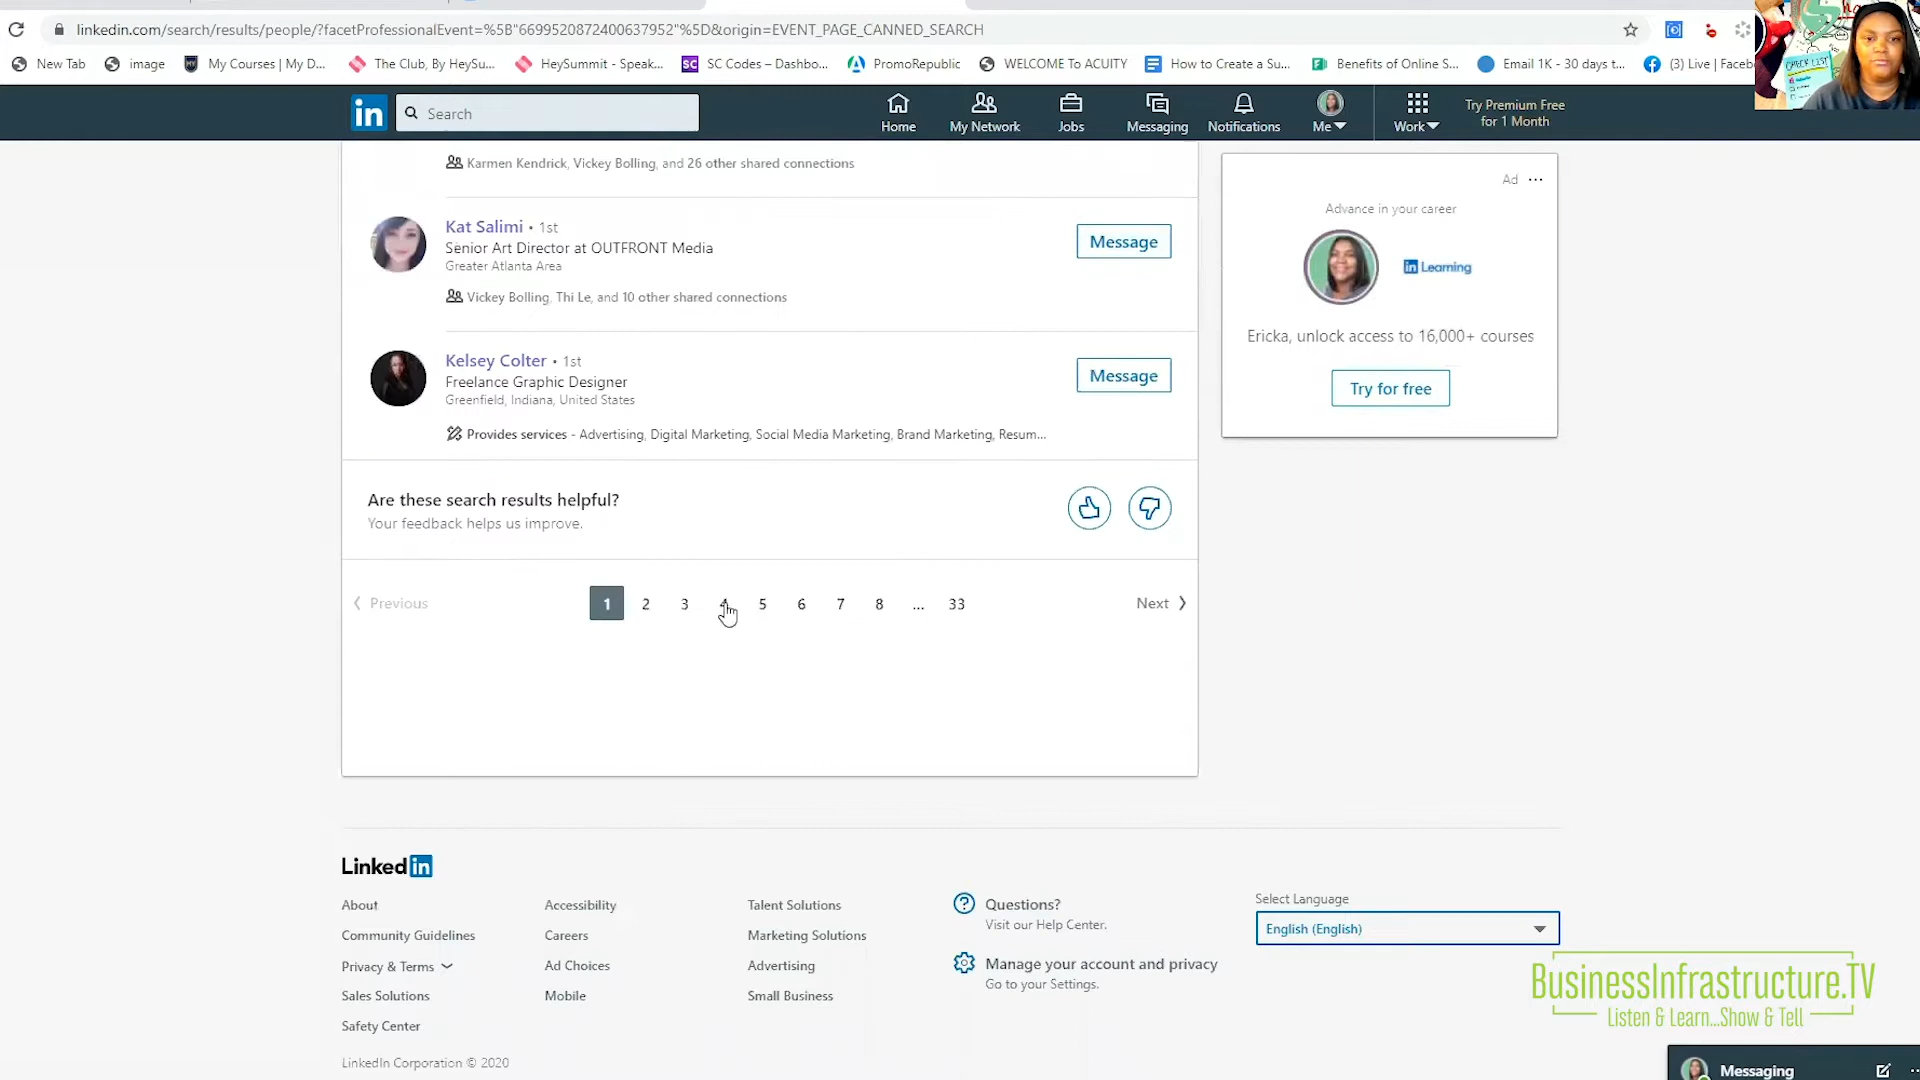 linkedin.com/search/results/people/?facetProfessionalEvent=%5B"6699520872400637952"%5D&origin=EVENT_PAGE_CANNED_SEARCH
New Tab image My Courses | My D... The Club, By HeySu... HeySummit - Speak... SC SC Codes – Dashbo... PromoRepublic WELCOME To ACUITY How to Create a Su... Benefits of Online S... Email 1K - 30 days t... (3) Live | Faceb
CHECK LIST
in Search Home My Network Jobs Messaging Notifications Me Work Try Premium Free
for 1 Month
Karmen Kendrick, Vickey Bolling, and 26 other shared connections
Kat Salimi • 1st
Senior Art Director at OUTFRONT Media
Greater Atlanta Area
Message
Vickey Bolling, Thi Le, and 10 other shared connections
Kelsey Colter • 1st
Freelance Graphic Designer
Greenfield, Indiana, United States
Message
Provides services - Advertising, Digital Marketing, Social Media Marketing, Brand Marketing, Resum...
Ad ...
Advance in your career
in Learning
Ericka, unlock access to 16,000+ courses
Try for free
Are these search results helpful?
Your feedback helps us improve.
Previous 1 2 3 4 5 6 7 8 ... 33 Next
Linked in
About
Community Guidelines
Privacy & Terms
Sales Solutions
Safety Center
Accessibility
Careers
Ad Choices
Mobile
Talent Solutions
Marketing Solutions
Advertising
Small Business
Questions?
Visit our Help Center.
Manage your account and privacy
Go to your Settings.
Select Language
English (English)
LinkedIn Corporation © 2020
BusinessInfrastructure.TV
Listen & Learn...Show & Tell
Messaging